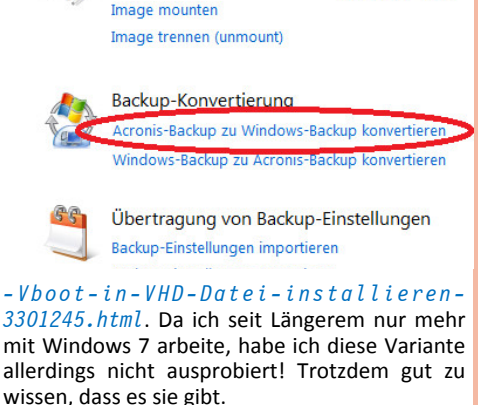 Image mounten
Image trennen (unmount)
Backup-Konvertierung
Acronis-Backup zu Windows-Backup konvertieren
Windows-Backup zu Acronis-Backup konvertieren
Übertragung von Backup-Einstellungen
Backup-Einstellungen importieren
-Vboot-in-VHD-Datei-installieren-
3301245.html. Da ich seit Längerem nur mehr
mit Windows 7 arbeite, habe ich diese Variante
allerdings nicht ausprobiert! Trotzdem gut zu
wissen, dass es sie gibt.